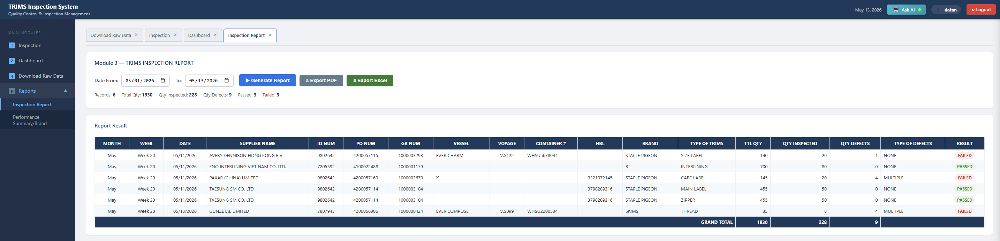 TRIMS Inspection System
Quality Control & Inspection Management
May 13, 2026 Ask AI datan Logout
MAIN MODULES
1 Inspection
2 Dashboard
4 Download Raw Data
R Reports
Inspection Report
Performance
Summary/Brand
Download Raw Data × Inspection × Dashboard × Inspection Report ×
Module 3 — TRIMS INSPECTION REPORT
Date From: 05/01/2026 To: 05/13/2026 Generate Report Export PDF Export Excel
Records: 6 Total Qty: 1930 Qty Inspected: 228 Qty Defects: 9 Passed: 3 Failed: 3
Report Result
MONTH WEEK DATE SUPPLIER NAME IO NUM PO NUM GR NUM VESSEL VOYAGE CONTAINER # HBL BRAND TYPE OF TRIMS TTL QTY QTY INSPECTED QTY DEFECTS TYPE OF DEFECTS RESULT
May Week 20 05/11/2026 AVERY DENNISON HONG KONG B.V. 9802642 4200057115 1000003293 EVER CHARM V.S122 WHSU5678044 STAPLE PIGEON SIZE LABEL 140 20 1 NONE FAILED
May Week 20 05/11/2026 ENO INTERLINING VIET NAM CO.,LTD. 7205592 4100022488 1000001179 RL INTERLINING 700 80 0 NONE PASSED
May Week 20 05/11/2026 PAXAR (CHINA) LIMITED 9802642 4200057169 1000003670 X 3321072145 STAPLE PIGEON CARE LABEL 145 20 4 MULTIPLE FAILED
May Week 20 05/11/2026 TAESUNG SM CO. LTD 9802642 4200057114 1000003104 3798289316 STAPLE PIGEON MAIN LABEL 455 50 0 NONE PASSED
May Week 20 05/11/2026 TAESUNG SM CO. LTD 9802642 4200057114 1000003104 3798289316 STAPLE PIGEON ZIPPER 455 50 0 NONE PASSED
May Week 20 05/13/2026 GUNZETAL LIMITED 7807943 4200056306 1000000424 EVER COMPOSE V.S099 WHSU2200534 SKIMS THREAD 35 8 4 MULTIPLE FAILED
GRAND TOTAL 1930 228 9